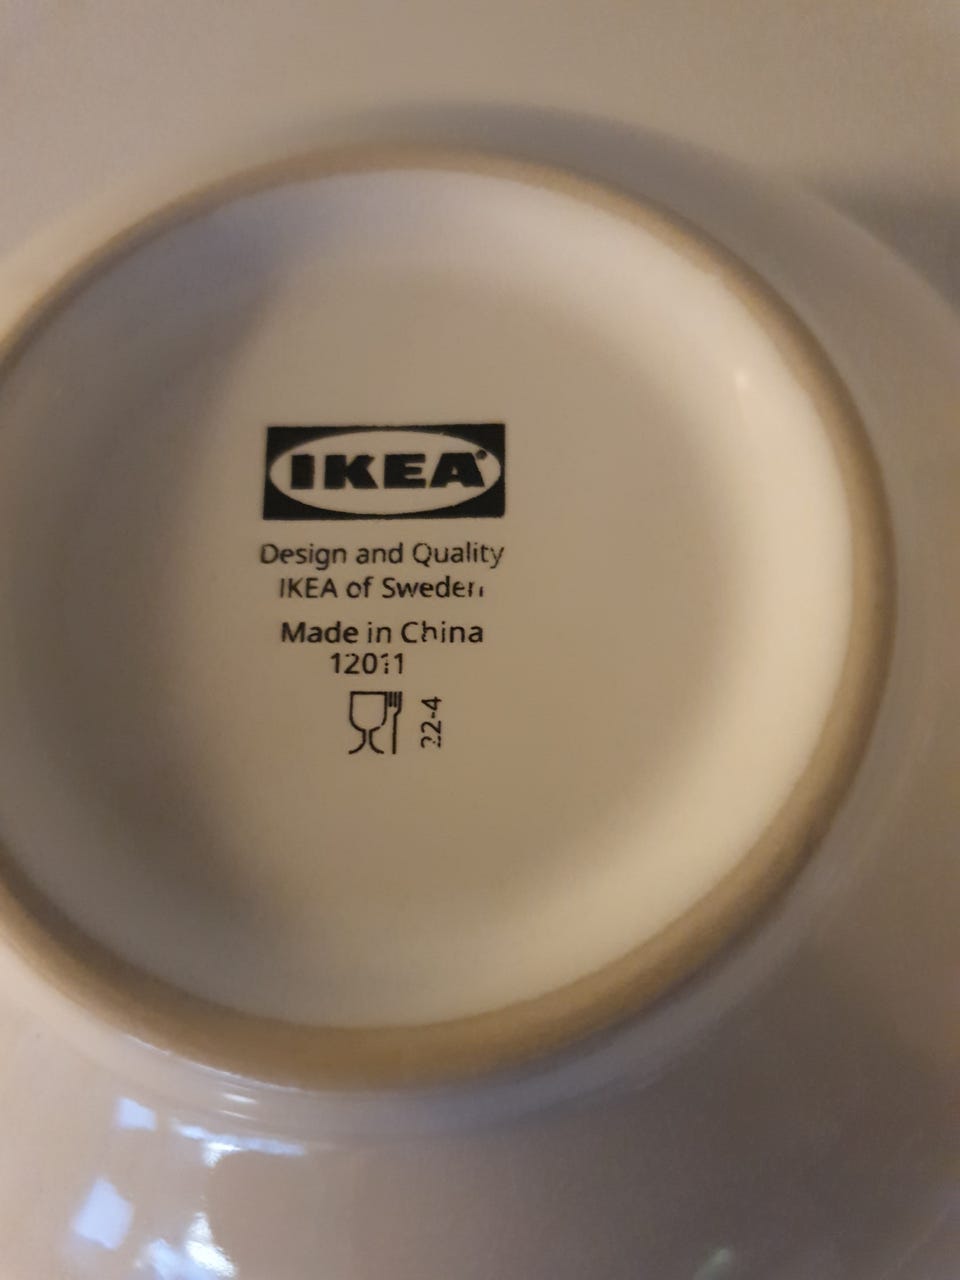 IKEA
Design and Quality
IKEA of Sweden
Made in China
12011
22-4